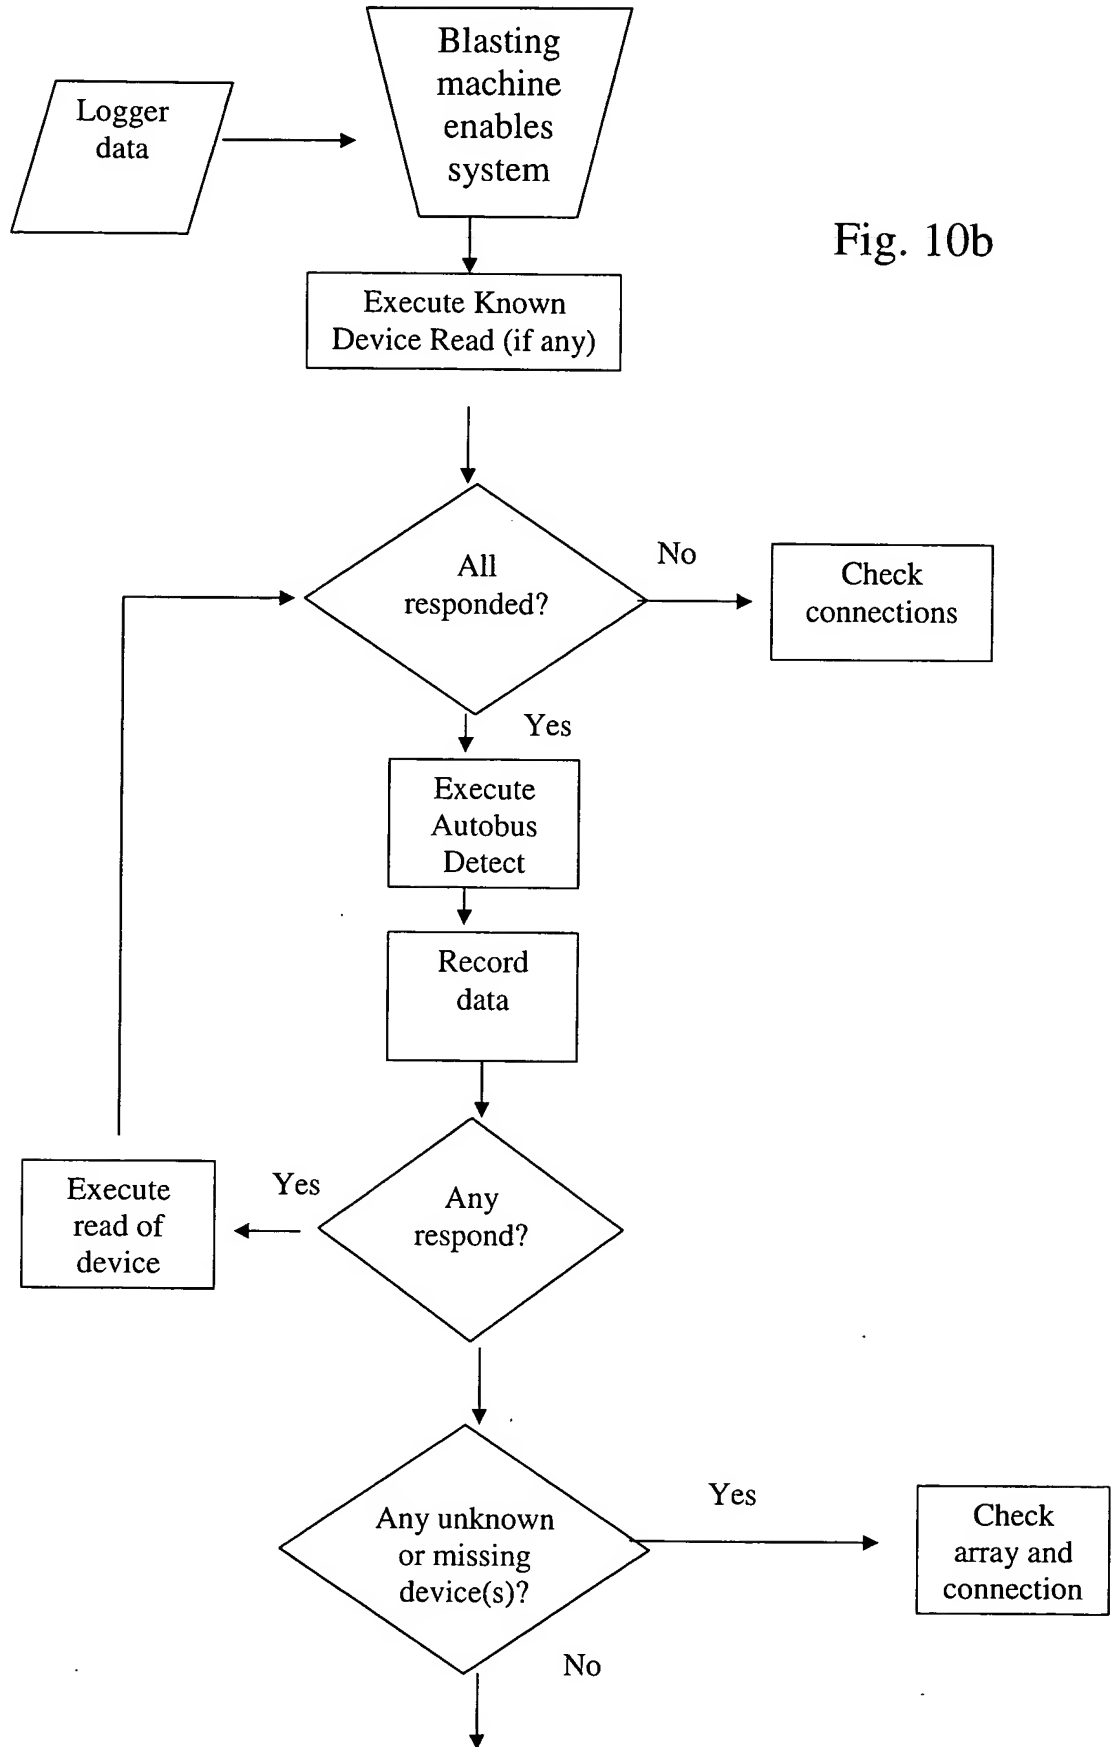 Blasting
machine
enables
system
Logger
data
Fig. 10b
Execute Known
Device Read (if any)
All
responded?
No
Check
connections
Yes
Execute
Autobus
Detect
Record
data
Any
respond?
Yes
Execute
read of
device
Any unknown
or missing
device(s)?
Yes
Check
array and
connection
No